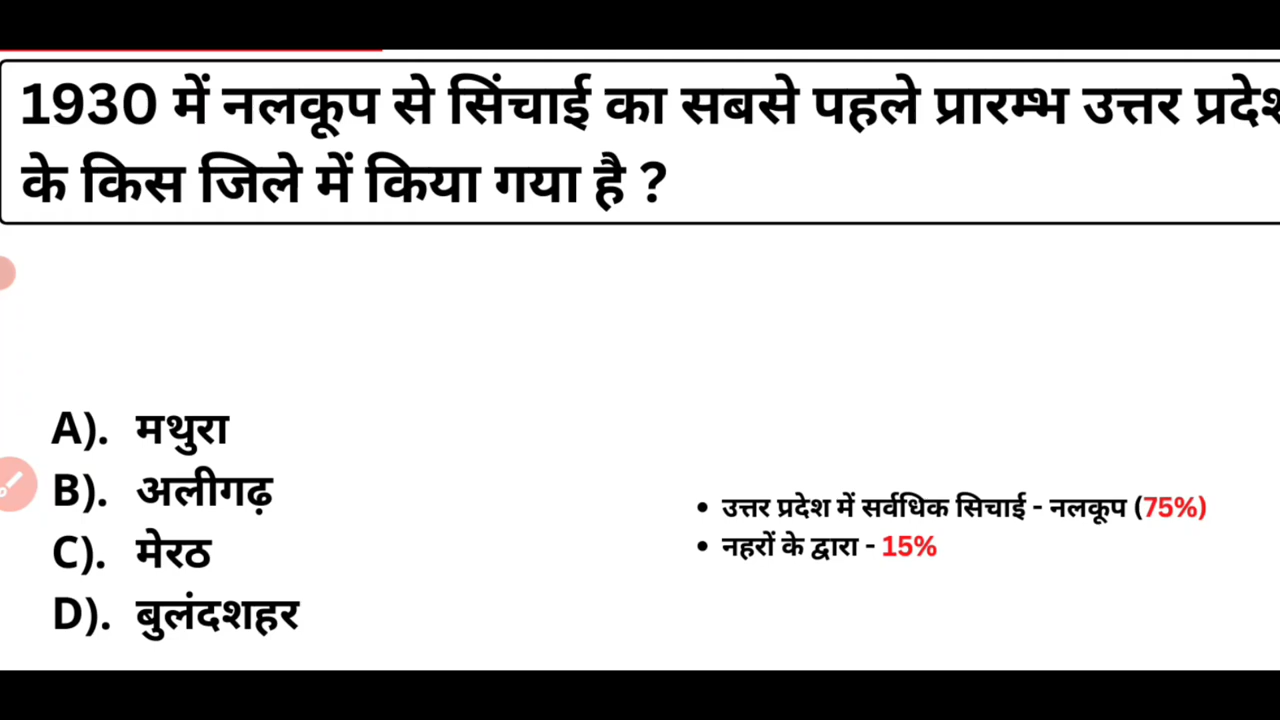 1930 में नलकूप से सिंचाई का सबसे पहले प्रारम्भ उत्तर प्रदेश
के किस जिले में किया गया है ?
A). मथुरा
B). अलीगढ़
C). मेरठ
D). बुलंदशहर
• उत्तर प्रदेश में सर्वधिक सिचाई - नलकूप (75%)
• नहरों के द्वारा - 15%